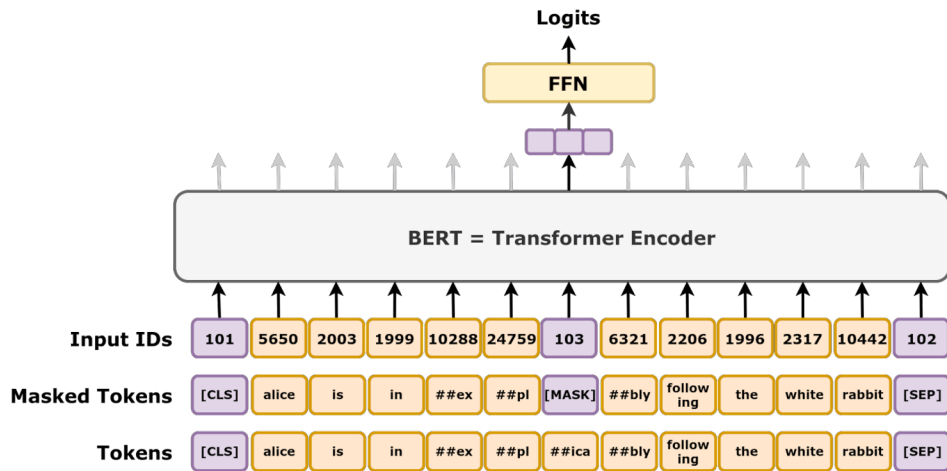 Logits
FFN
BERT = Transformer Encoder
Input IDs 101 5650 2003 1999 10288 24759 103 6321 2206 1996 2317 10442 102
Masked Tokens [CLS] alice is in ##ex ##pl [MASK] ##bly follow ing the white rabbit [SEP]
Tokens [CLS] alice is in ##ex ##pl ##ica ##bly follow ing the white rabbit [SEP]